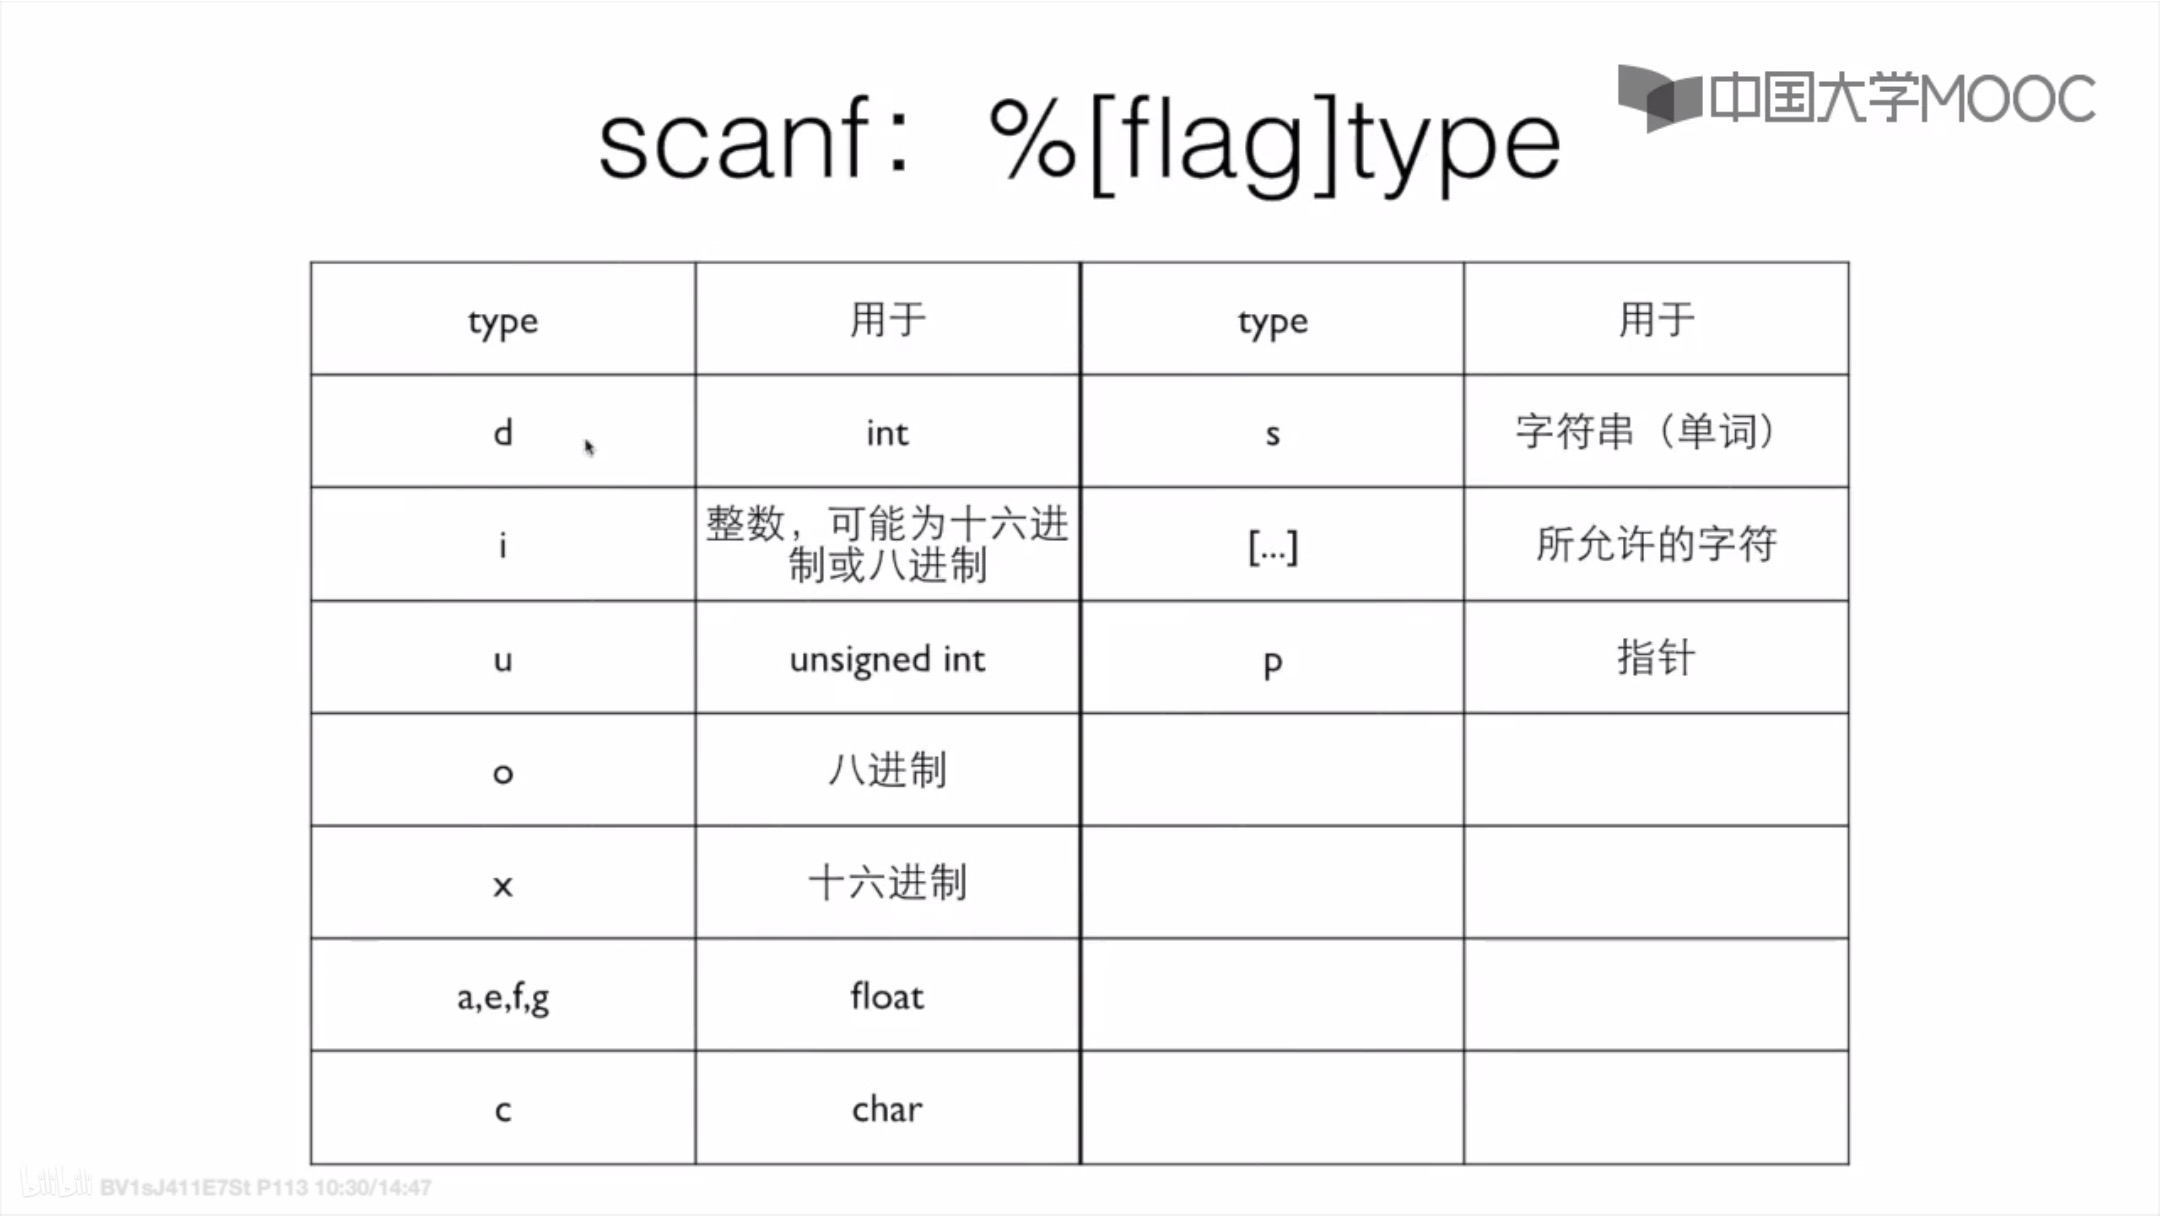 中国大学MOOC
scanf：%[flag]type
type 用于 type 用于
d int s 字符串（单词）
i 整数，可能为十六进
制或八进制 [...] 所允许的字符
u unsigned int p 指针
o 八进制
x 十六进制
a,e,f,g float
c char
bilibili BV1sJ411E7St P113 10:30/14:47